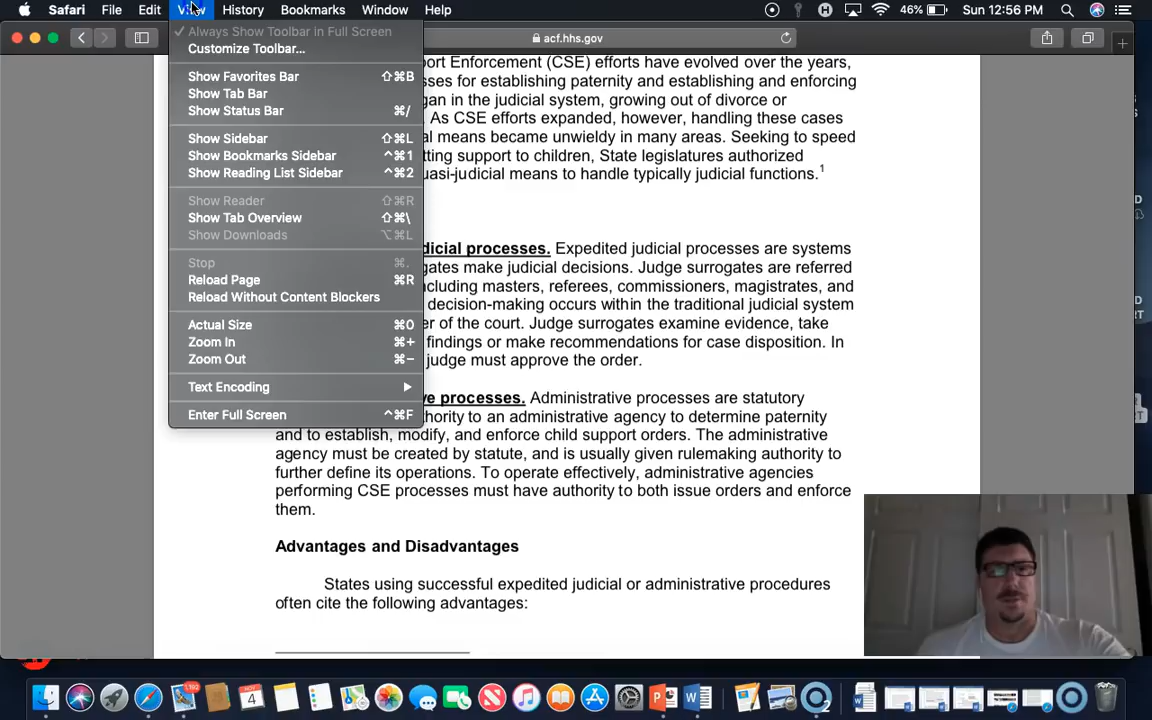 Safari File Edit View History Bookmarks Window Help 46% Sun 12:56 PM
✓ Always Show Toolbar in Full Screen
Customize Toolbar...
acf.hhs.gov
Show Favorites Bar ⇧⌘B
Show Tab Bar
Show Status Bar ⌘/
Show Sidebar ⇧⌘L
Show Bookmarks Sidebar ^⌘1
Show Reading List Sidebar ^⌘2
Show Reader ⇧⌘R
Show Tab Overview ⇧⌘\
Show Downloads ⌥⌘L
Stop ⌘.
Reload Page ⌘R
Reload Without Content Blockers
Actual Size ⌘0
Zoom In ⌘+
Zoom Out ⌘−
Text Encoding
Enter Full Screen ^⌘F
ort Enforcement (CSE) efforts have evolved over the years,
sses for establishing paternity and establishing and enforcing
gan in the judicial system, growing out of divorce or
As CSE efforts expanded, however, handling these cases
al means became unwieldy in many areas. Seeking to speed
tting support to children, State legislatures authorized
uasi-judicial means to handle typically judicial functions.1
dicial processes. Expedited judicial processes are systems
gates make judicial decisions. Judge surrogates are referred
ncluding masters, referees, commissioners, magistrates, and
decision-making occurs within the traditional judicial system
er of the court. Judge surrogates examine evidence, take
findings or make recommendations for case disposition. In
judge must approve the order.
ve processes. Administrative processes are statutory
thority to an administrative agency to determine paternity
and to establish, modify, and enforce child support orders. The administrative
agency must be created by statute, and is usually given rulemaking authority to
further define its operations. To operate effectively, administrative agencies
performing CSE processes must have authority to both issue orders and enforce
them.
Advantages and Disadvantages
States using successful expedited judicial or administrative procedures
often cite the following advantages: